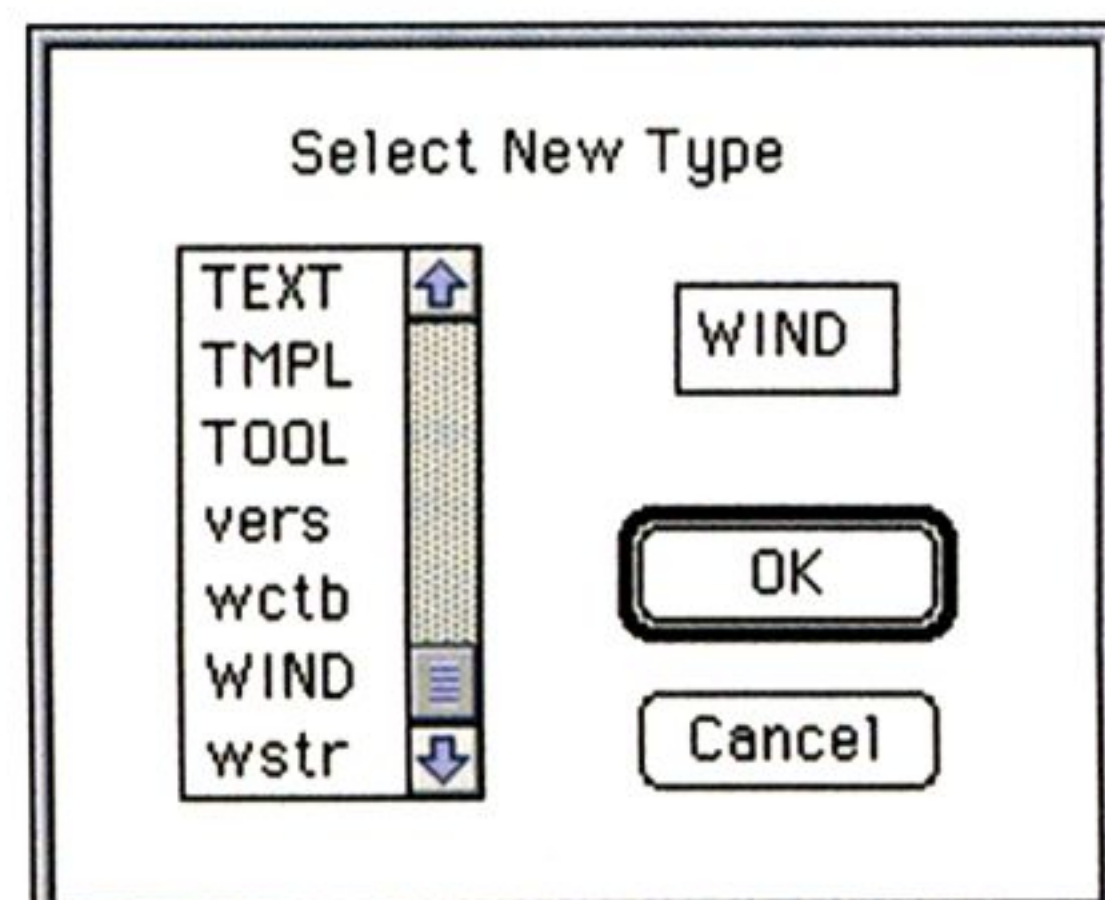 Select New Type
TEXT
TMPL
TOOL
vers
wctb
WIND
wstr
WIND
OK
Cancel